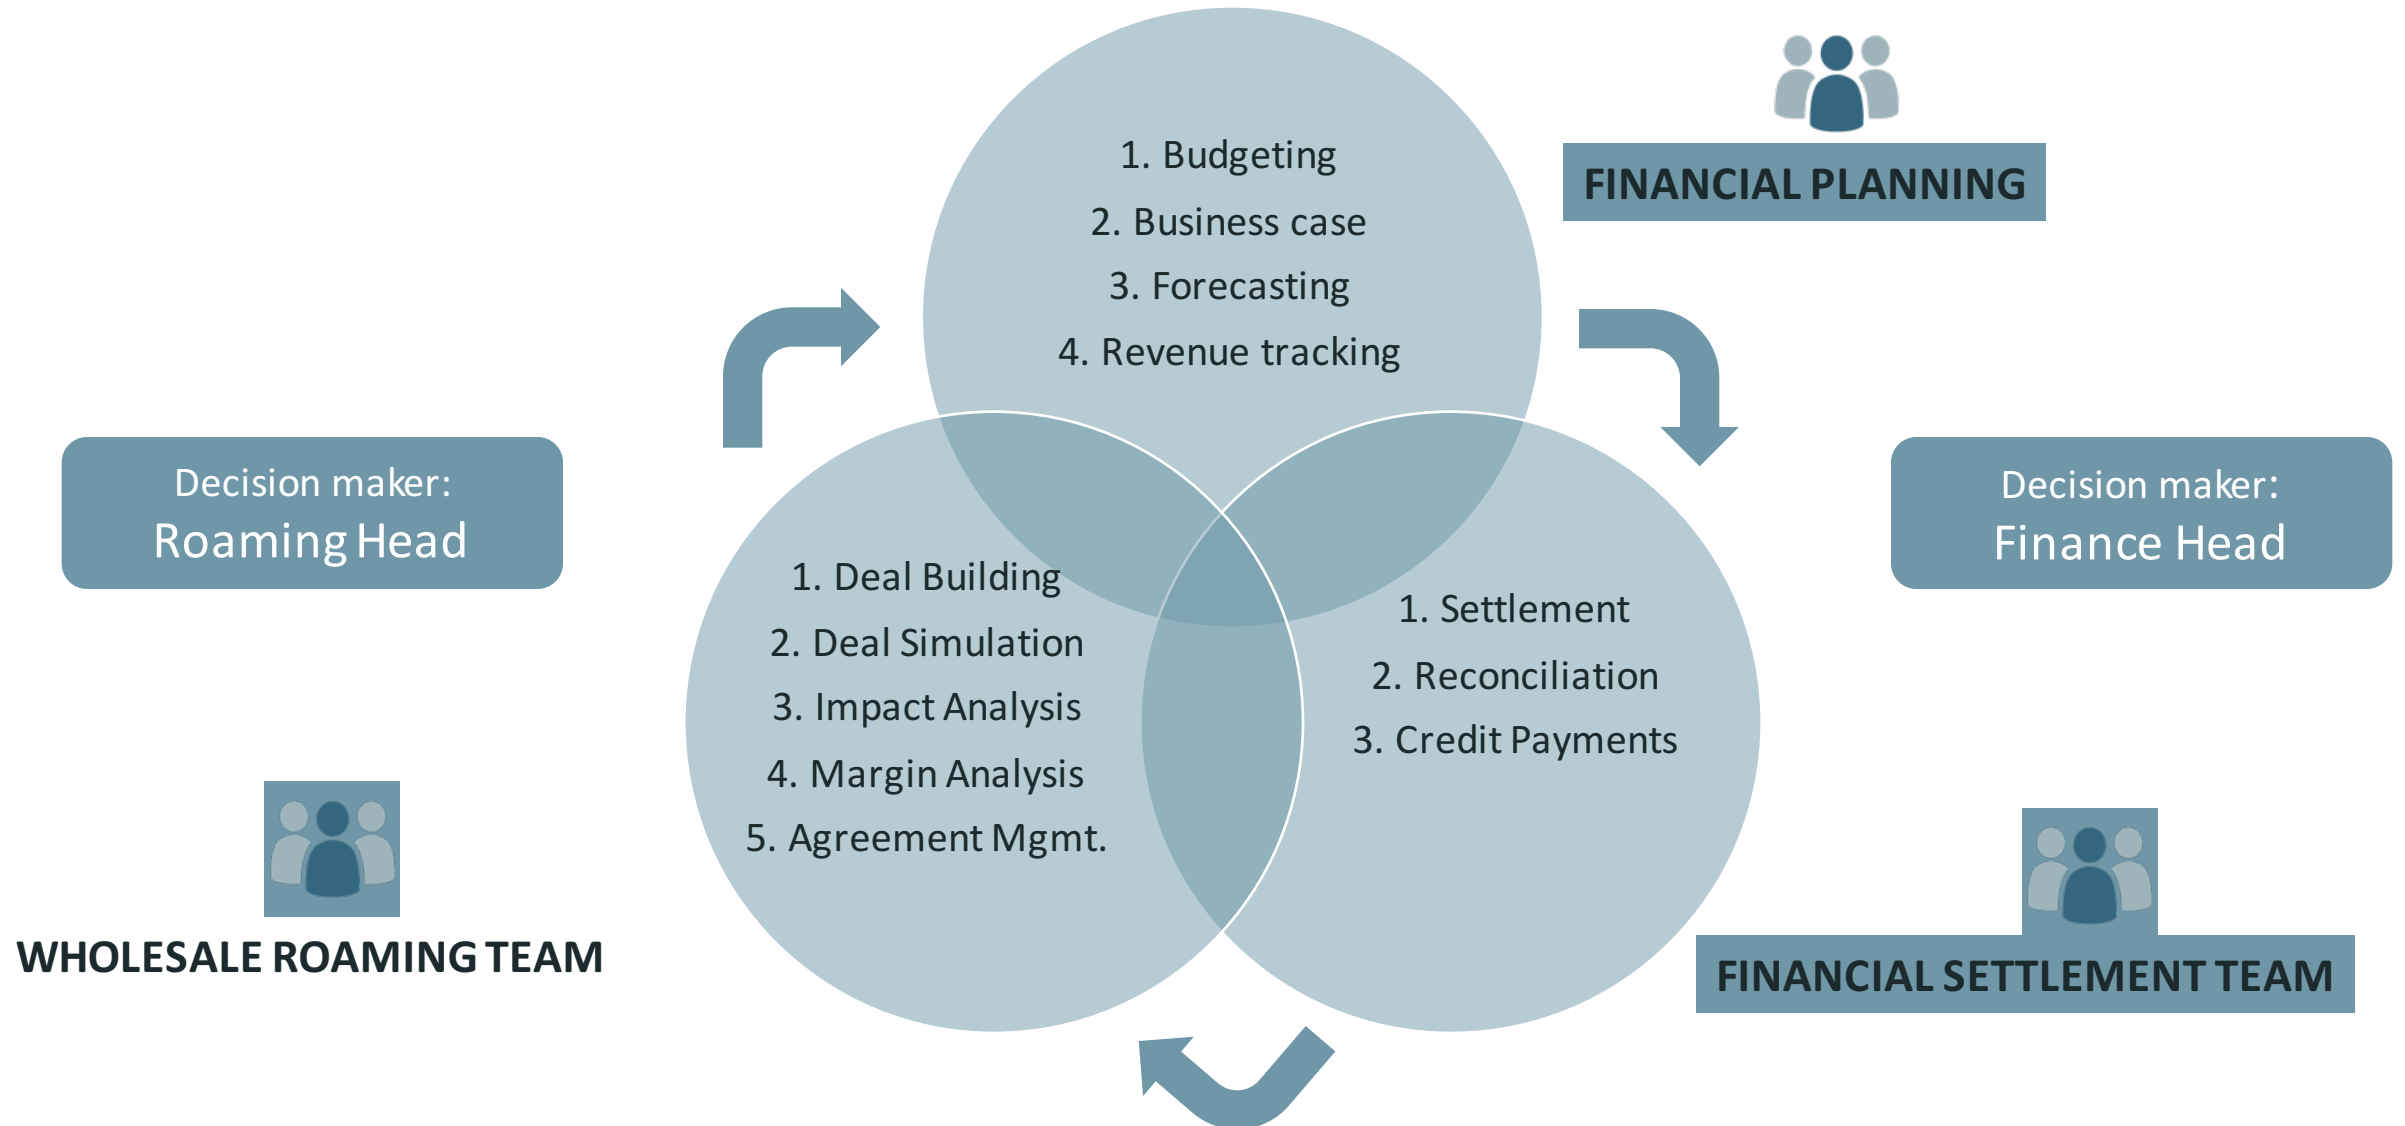 FINANCIAL PLANNING
1. Budgeting
2. Business case
3. Forecasting
4. Revenue tracking
Decision maker:
Roaming Head
Decision maker:
Finance Head
1. Deal Building
2. Deal Simulation
3. Impact Analysis
4. Margin Analysis
5. Agreement Mgmt.
1. Settlement
2. Reconciliation
3. Credit Payments
WHOLESALE ROAMING TEAM
FINANCIAL SETTLEMENT TEAM